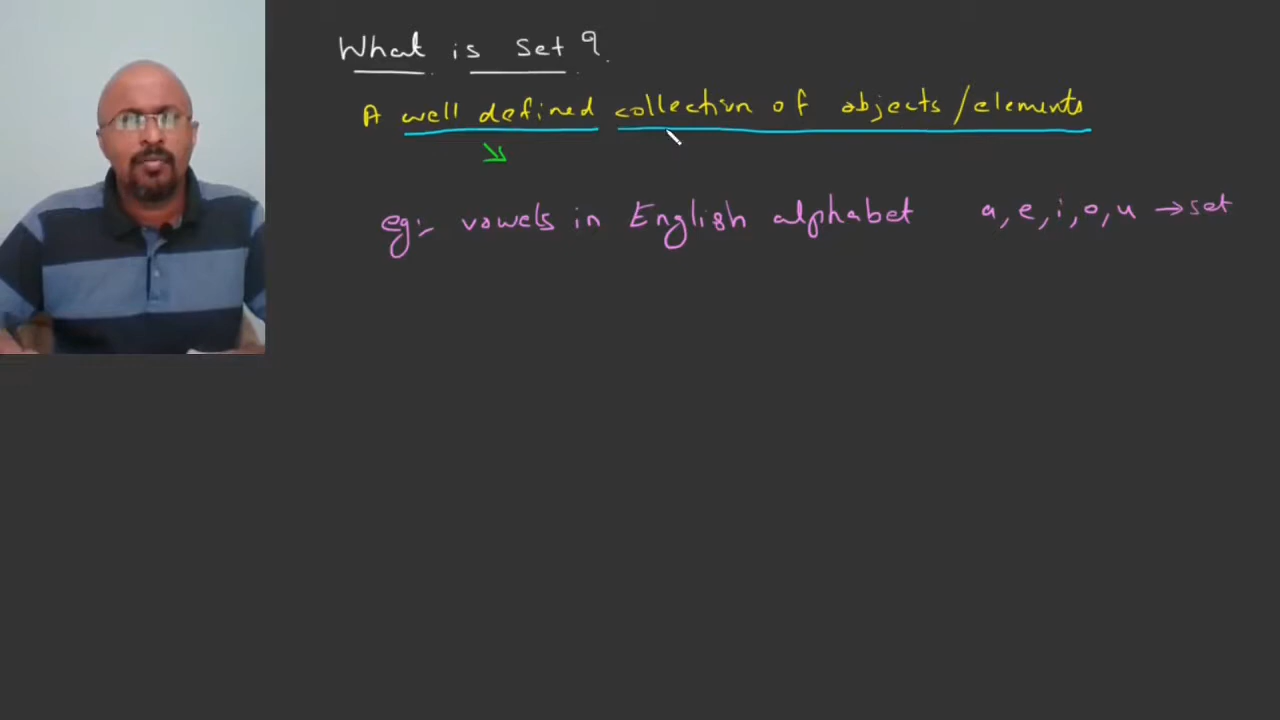 What is set ?
A well defined collection of objects / elements
eg:- vowels in English alphabet a, e, i, o, u → set